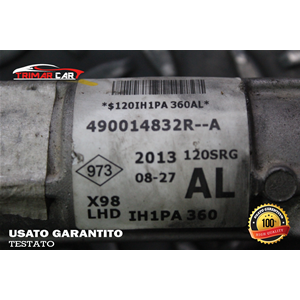 TRIMAR CAR
*$120IH1PA 360AL*
490014832R--A
973
2013 120SRG
08-27
AL
X98
LHD IH1PA 360
100
USATO GARANTITO
TESTATO